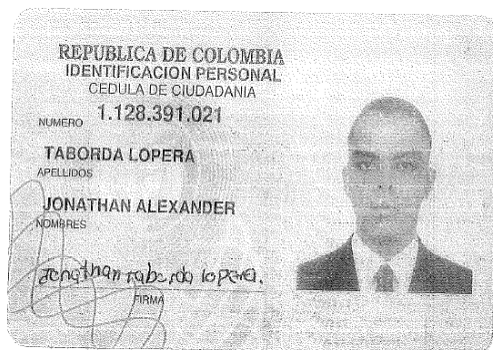 REPUBLICA DE COLOMBIA
IDENTIFICACION PERSONAL
CEDULA DE CIUDADANIA
NUMERO 1.128.391.021
TABORDA LOPERA
APELLIDOS
JONATHAN ALEXANDER
NOMBRES
Jonathan taborda lopera.
FIRMA